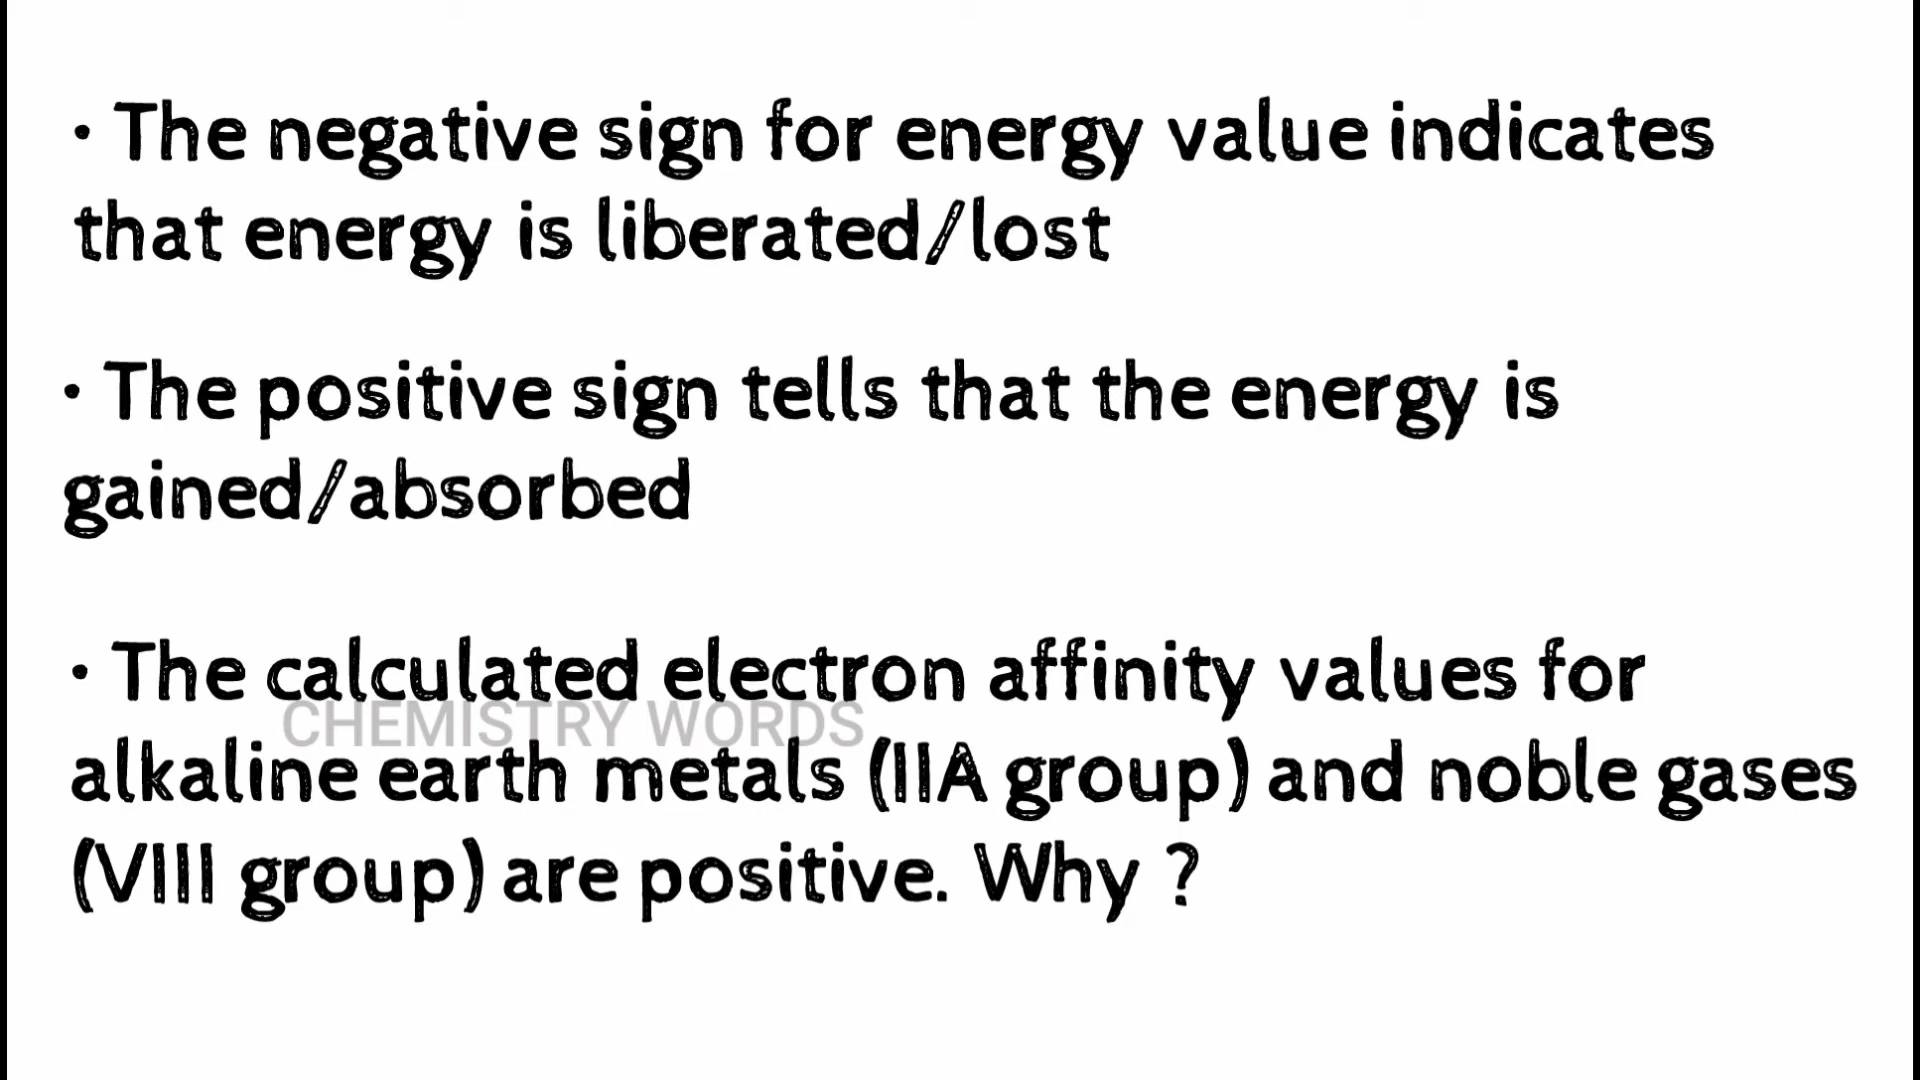 • The negative sign for energy value indicates
that energy is liberated/lost
• The positive sign tells that the energy is
gained/absorbed
• The calculated electron affinity values for
CHEMISTRY WORDS
alkaline earth metals (IIA group) and noble gases
(VIII group) are positive. Why ?